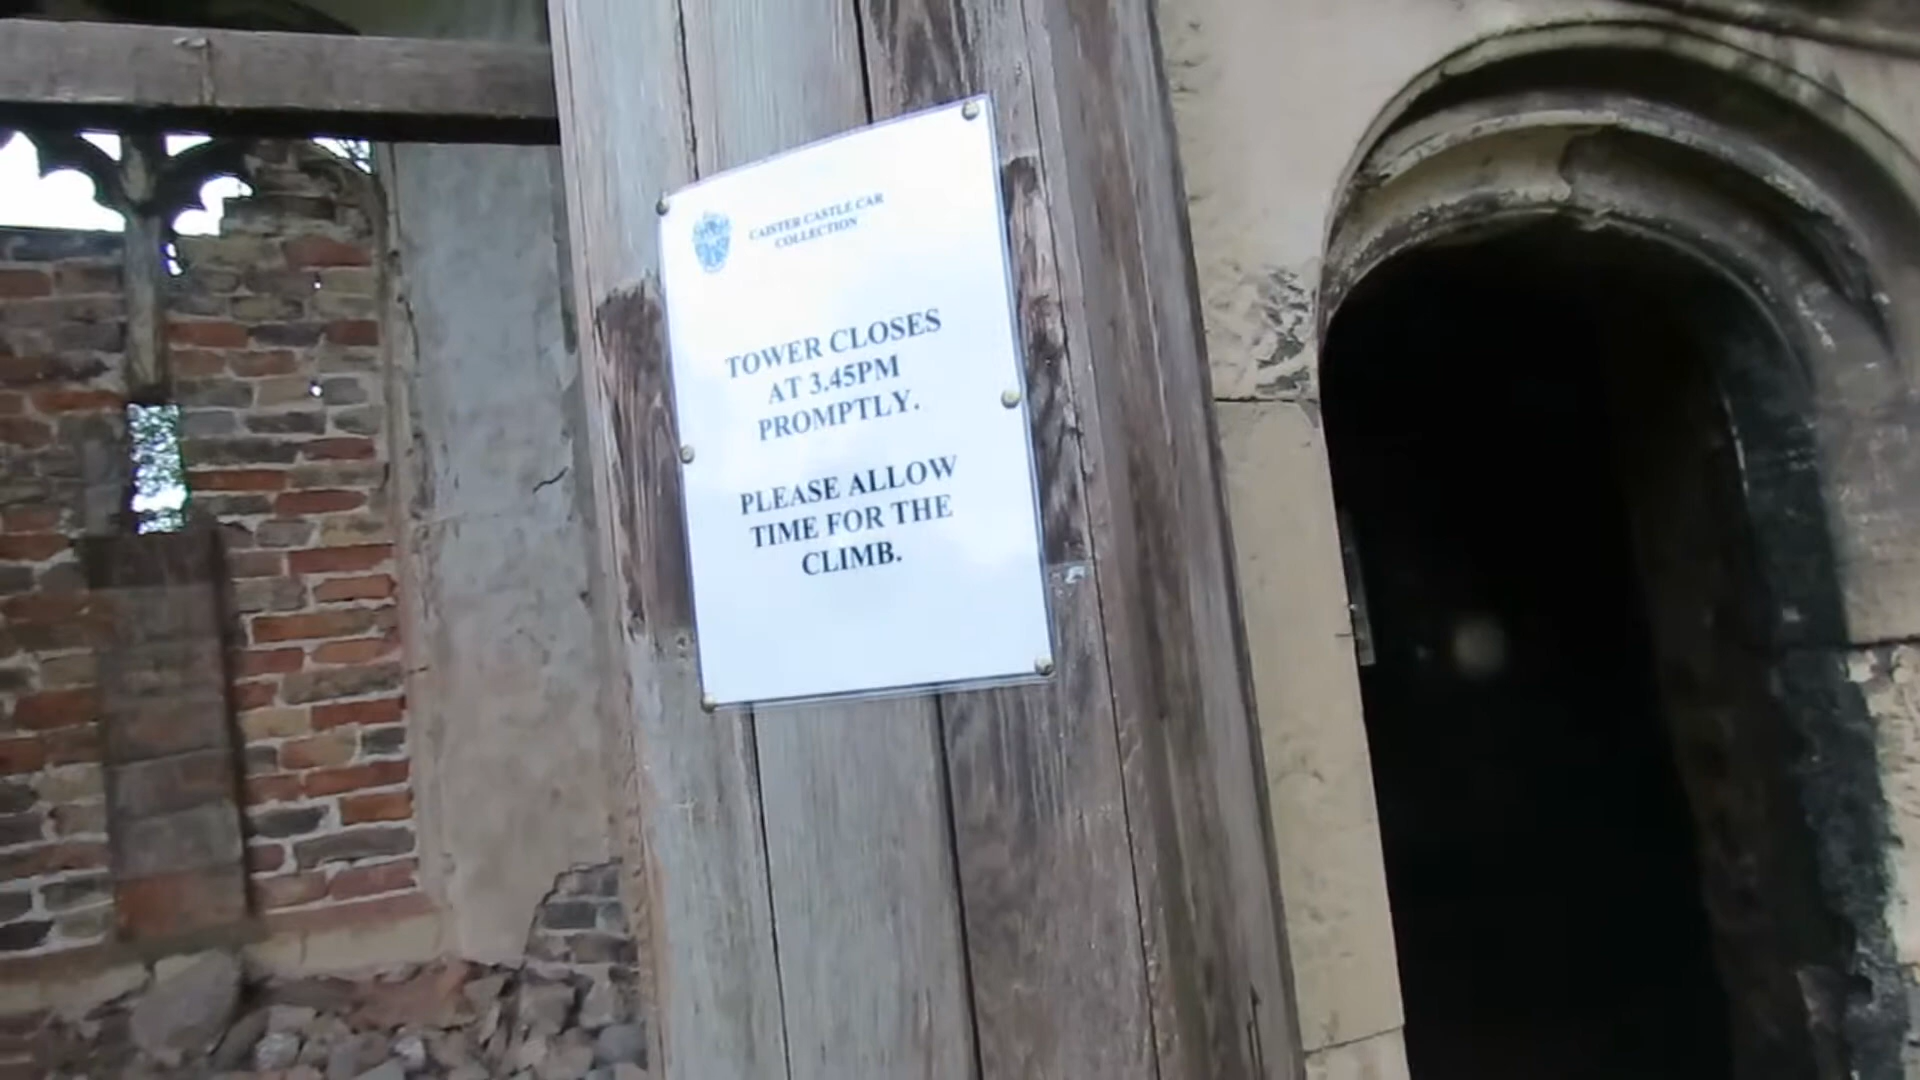 CAISTER CASTLE CAR
COLLECTION
TOWER CLOSES
AT 3.45PM
PROMPTLY.
PLEASE ALLOW
TIME FOR THE
CLIMB.